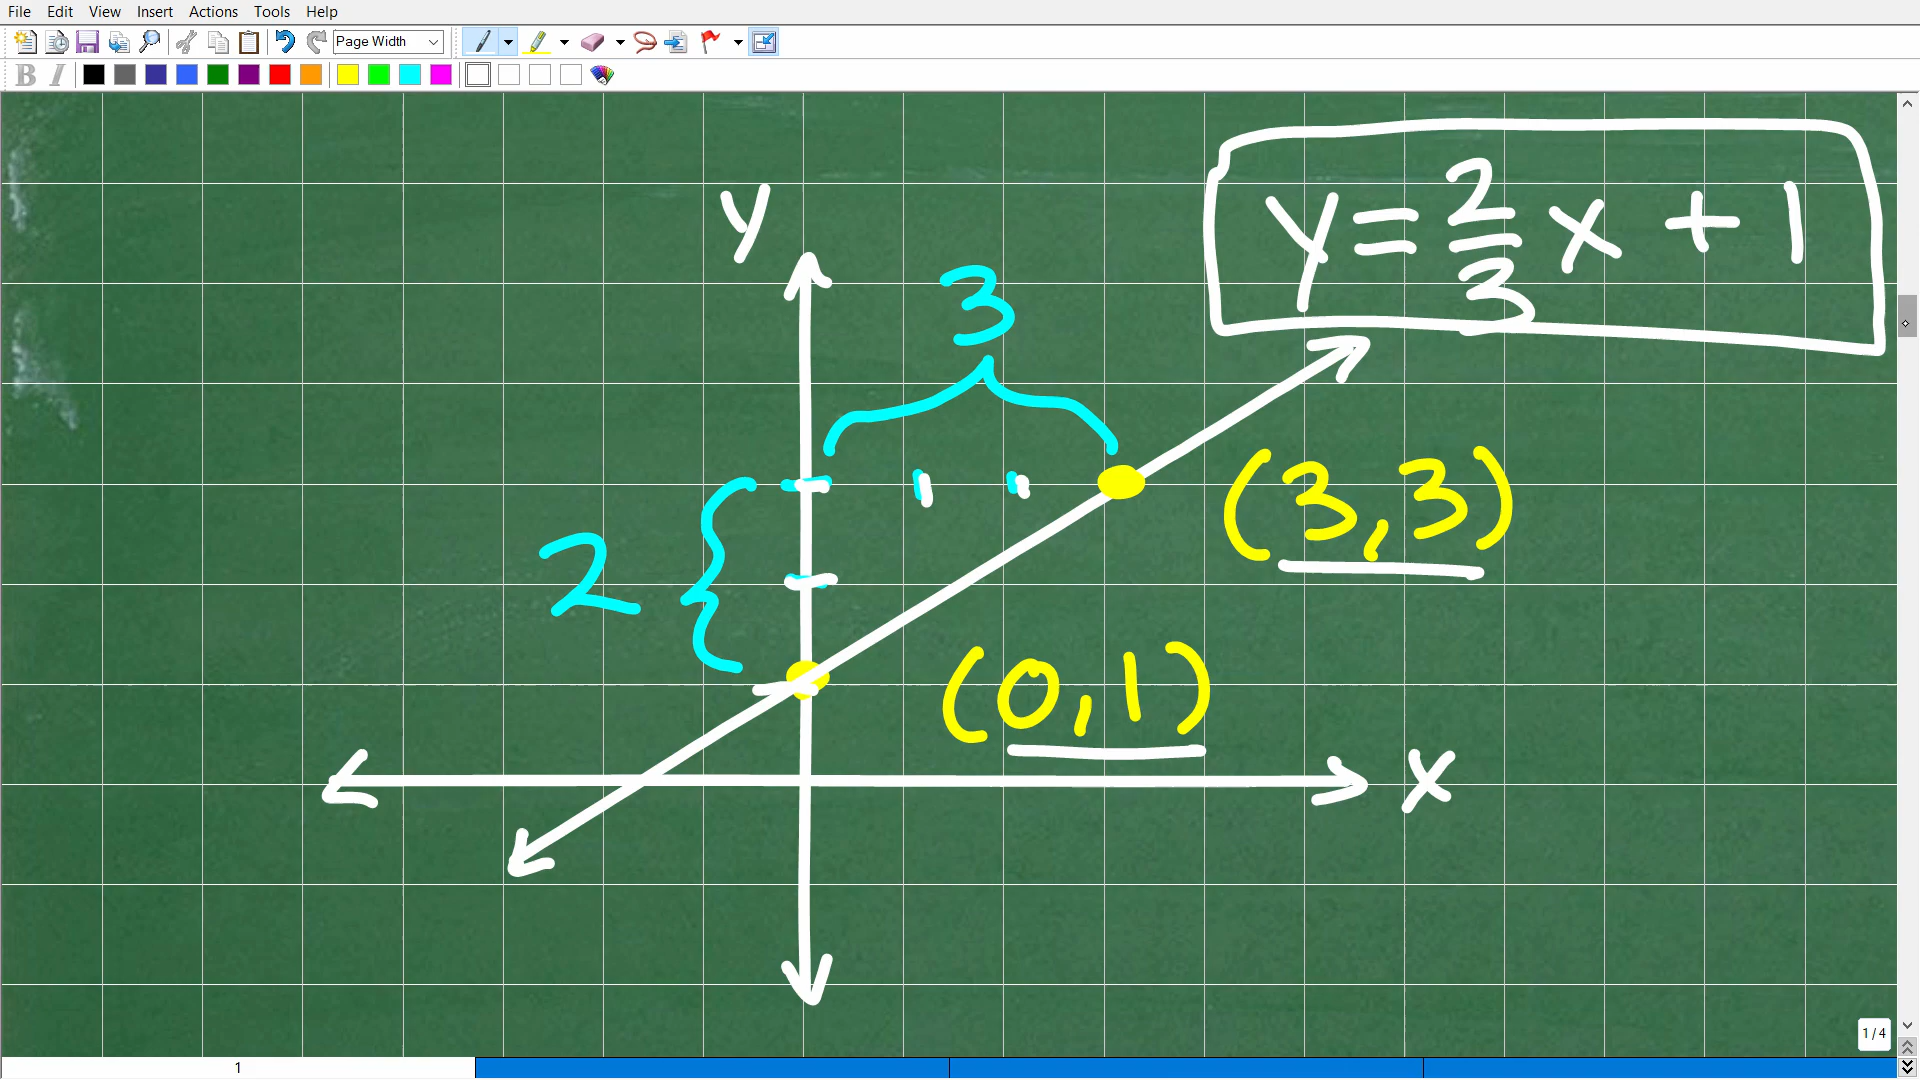 File Edit View Insert Actions Tools Help
Page Width
B I
y
y = 2/3 x + 1
3
(3,3)
2
(0,1)
x
1 / 4
1